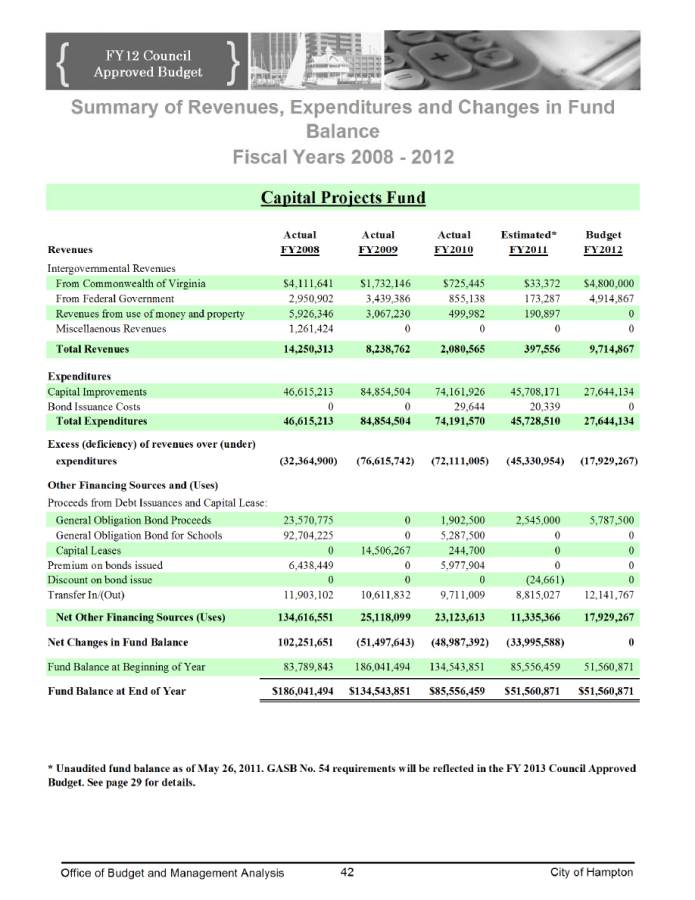 FY12 Council
Approved Budget
Summary of Revenues, Expenditures and Changes in Fund
Balance
Fiscal Years 2008 - 2012
Capital Projects Fund
Actual Actual Actual Estimated* Budget
Revenues FY2008 FY2009 FY2010 FY2011 FY2012
Intergovernmental Revenues
From Commonwealth of Virginia $4,111,641 $1,732,146 $725,445 $33,372 $4,800,000
From Federal Government 2,950,902 3,439,386 855,138 173,287 4,914,867
Revenues from use of money and property 5,926,346 3,067,230 499,982 190,897 0
Miscellaenous Revenues 1,261,424 0 0 0 0
Total Revenues 14,250,313 8,238,762 2,080,565 397,556 9,714,867
Expenditures
Capital Improvements 46,615,213 84,854,504 74,161,926 45,708,171 27,644,134
Bond Issuance Costs 0 0 29,644 20,339 0
Total Expenditures 46,615,213 84,854,504 74,191,570 45,728,510 27,644,134
Excess (deficiency) of revenues over (under)
expenditures (32,364,900) (76,615,742) (72,111,005) (45,330,954) (17,929,267)
Other Financing Sources and (Uses)
Proceeds from Debt Issuances and Capital Lease:
General Obligation Bond Proceeds 23,570,775 0 1,902,500 2,545,000 5,787,500
General Obligation Bond for Schools 92,704,225 0 5,287,500 0 0
Capital Leases 0 14,506,267 244,700 0 0
Premium on bonds issued 6,438,449 0 5,977,904 0 0
Discount on bond issue 0 0 0 (24,661) 0
Transfer In/(Out) 11,903,102 10,611,832 9,711,009 8,815,027 12,141,767
Net Other Financing Sources (Uses) 134,616,551 25,118,099 23,123,613 11,335,366 17,929,267
Net Changes in Fund Balance 102,251,651 (51,497,643) (48,987,392) (33,995,588) 0
Fund Balance at Beginning of Year 83,789,843 186,041,494 134,543,851 85,556,459 51,560,871
Fund Balance at End of Year $186,041,494 $134,543,851 $85,556,459 $51,560,871 $51,560,871
* Unaudited fund balance as of May 26, 2011. GASB No. 54 requirements will be reflected in the FY 2013 Council Approved
Budget. See page 29 for details.
Office of Budget and Management Analysis 42 City of Hampton